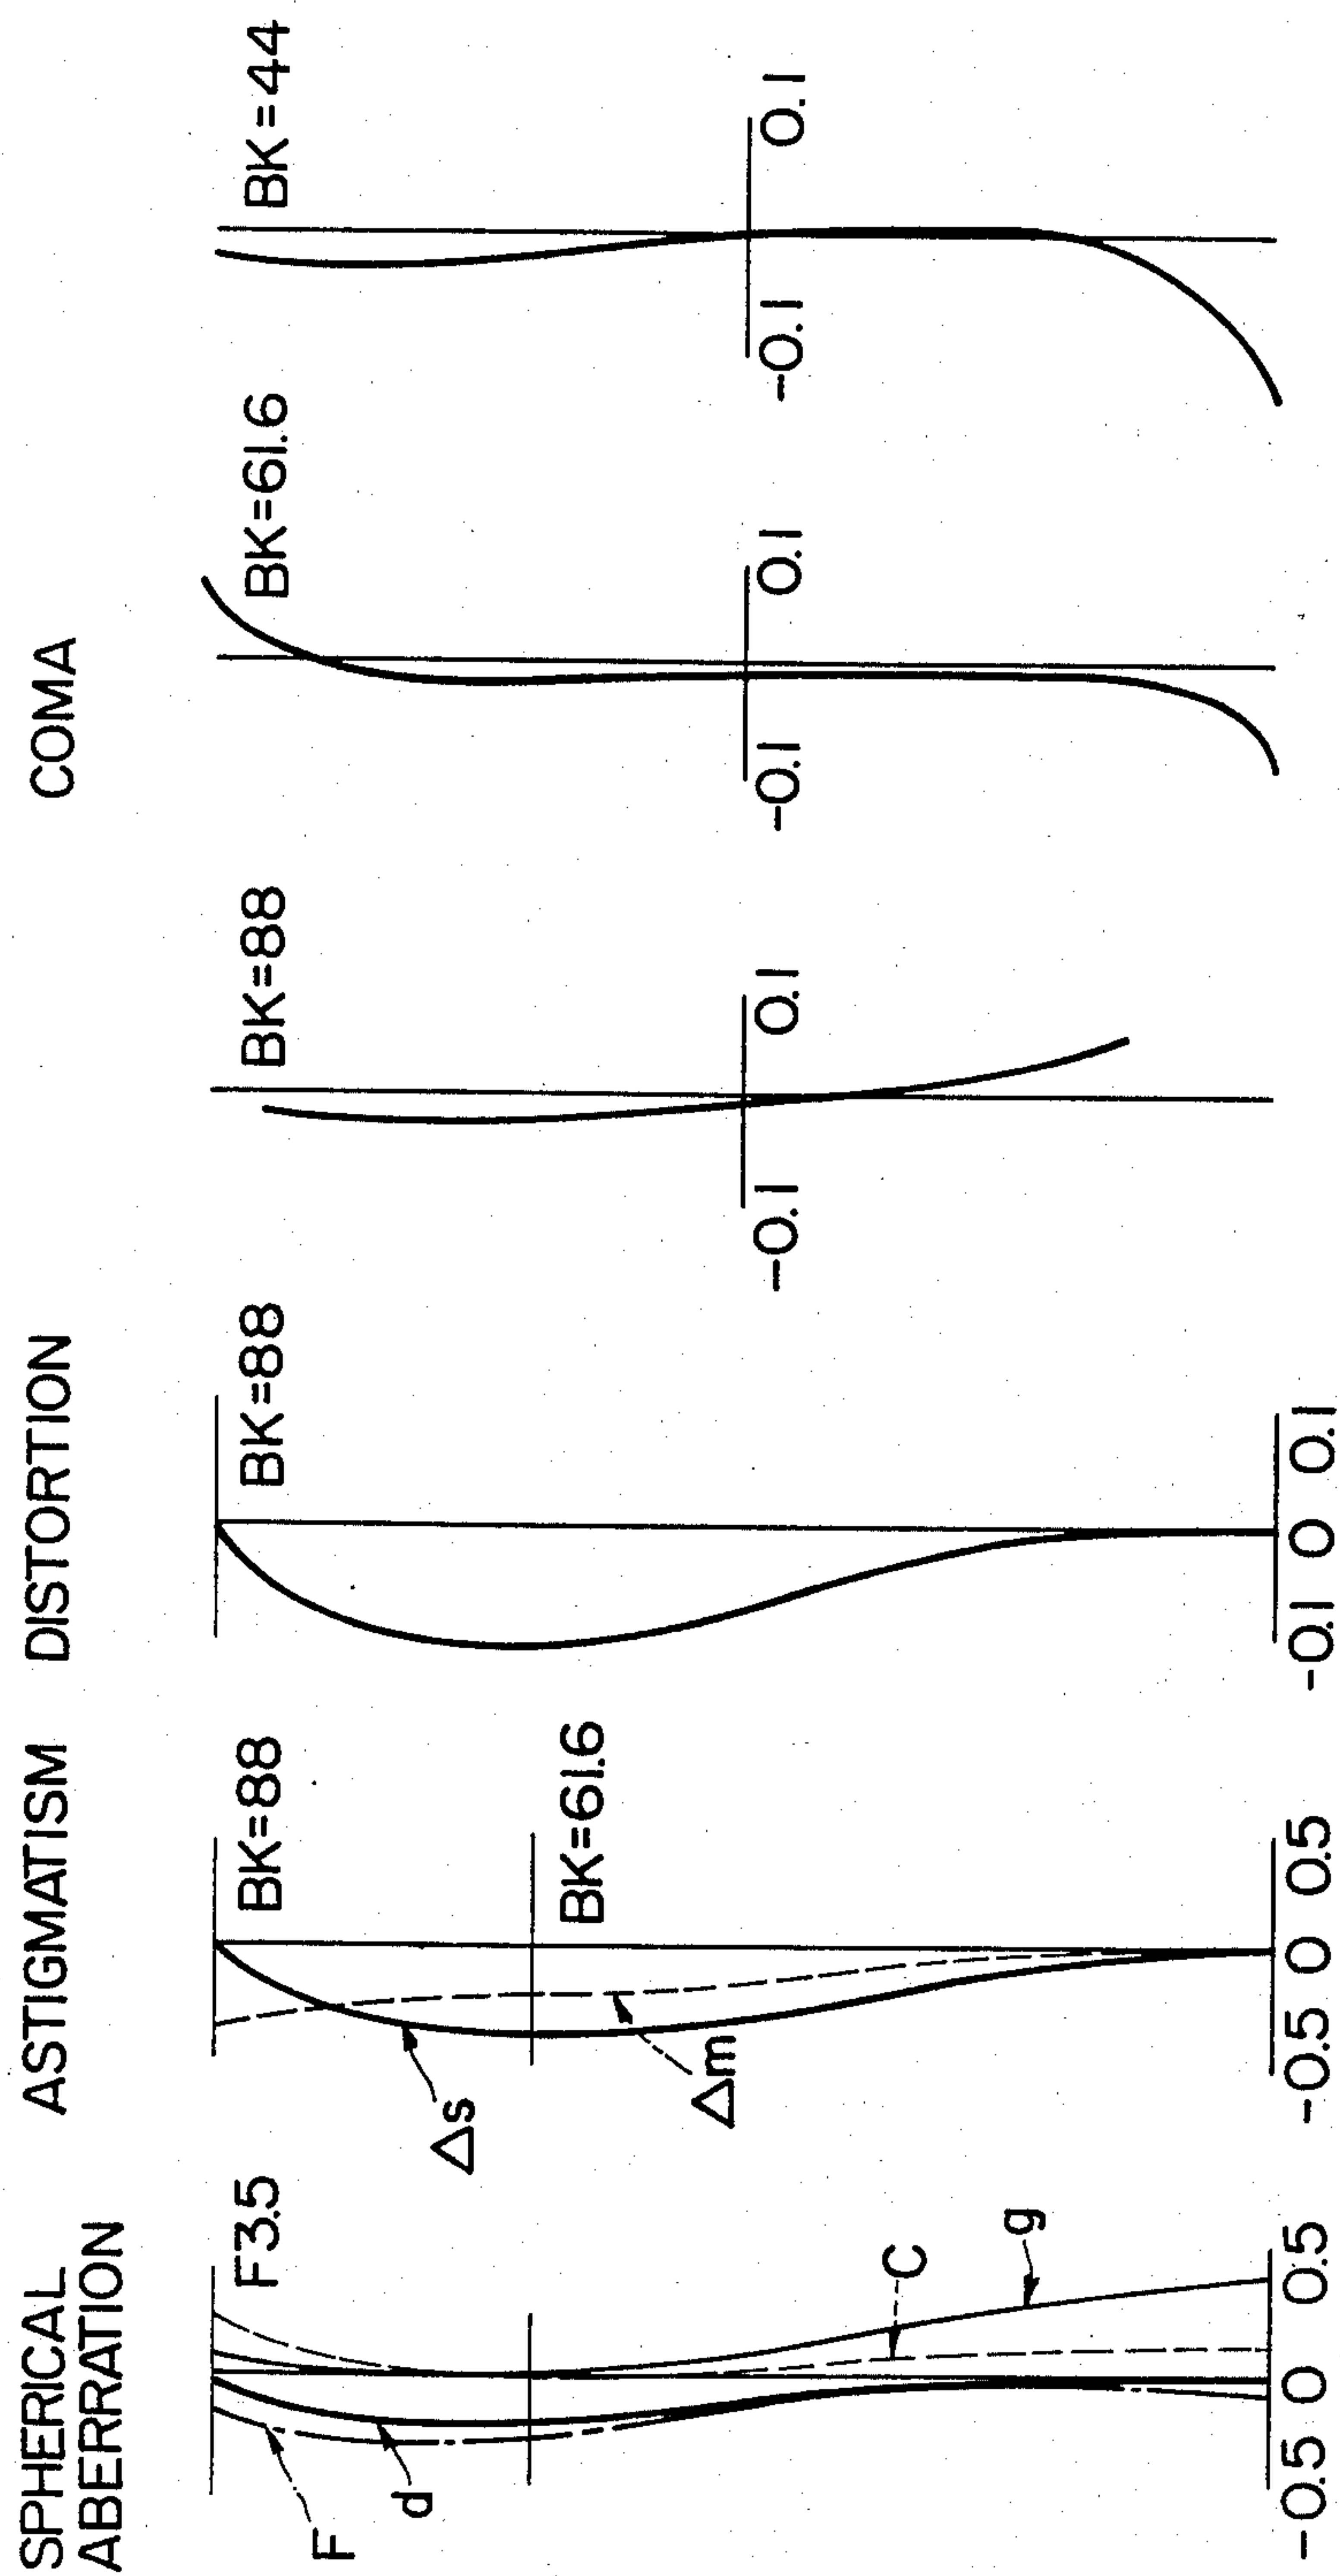 SPHERICAL
ABERRATION
F3.5
F
d
C
g
-0.5 0 0.5
ASTIGMATISM
BK=88
BK=61.6
Δs
Δm
-0.5 0 0.5
DISTORTION
BK=88
-0.1 0 0.1
COMA
BK=88
-0.1 0.1
BK=61.6
-0.1 0.1
BK=44
-0.1 0.1